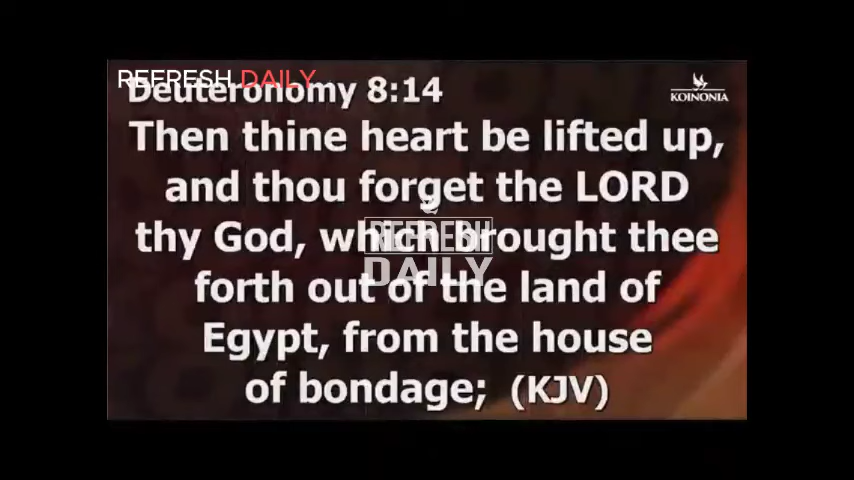 REFRESH DAILY
Deuteronomy 8:14
KOINONIA
Then thine heart be lifted up,
and thou forget the LORD
thy God, which brought thee
REFRESH
DAILY
forth out of the land of
Egypt, from the house
of bondage; (KJV)